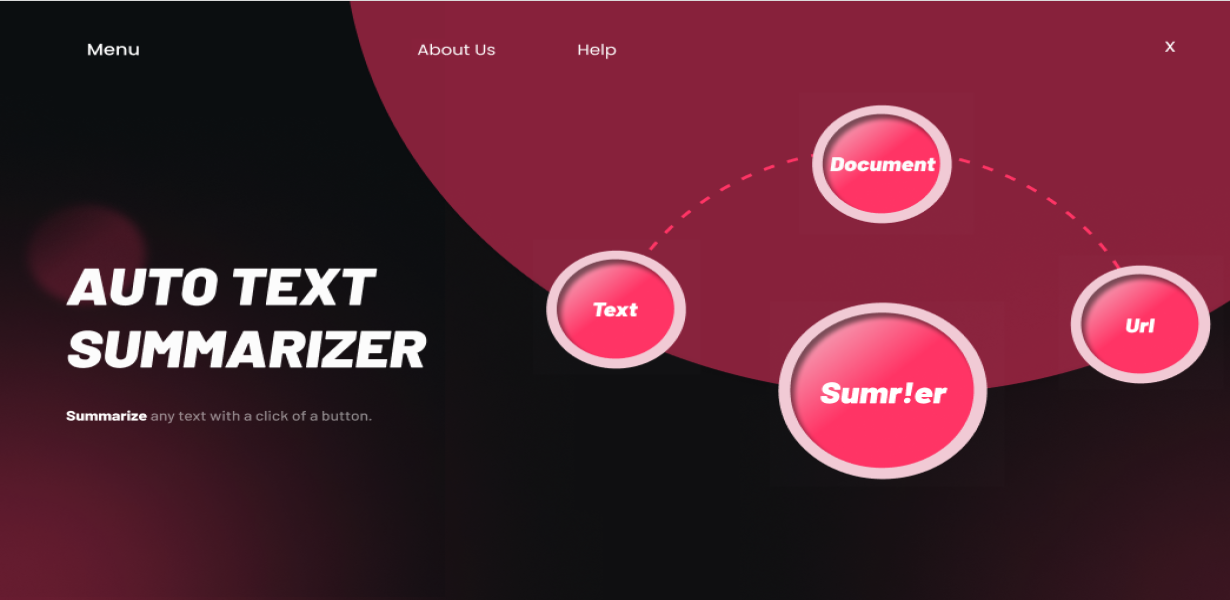 Menu
About Us
Help
X
Document
AUTO TEXT
SUMMARIZER
Text
Url
Sumr!er
Summarize any text with a click of a button.